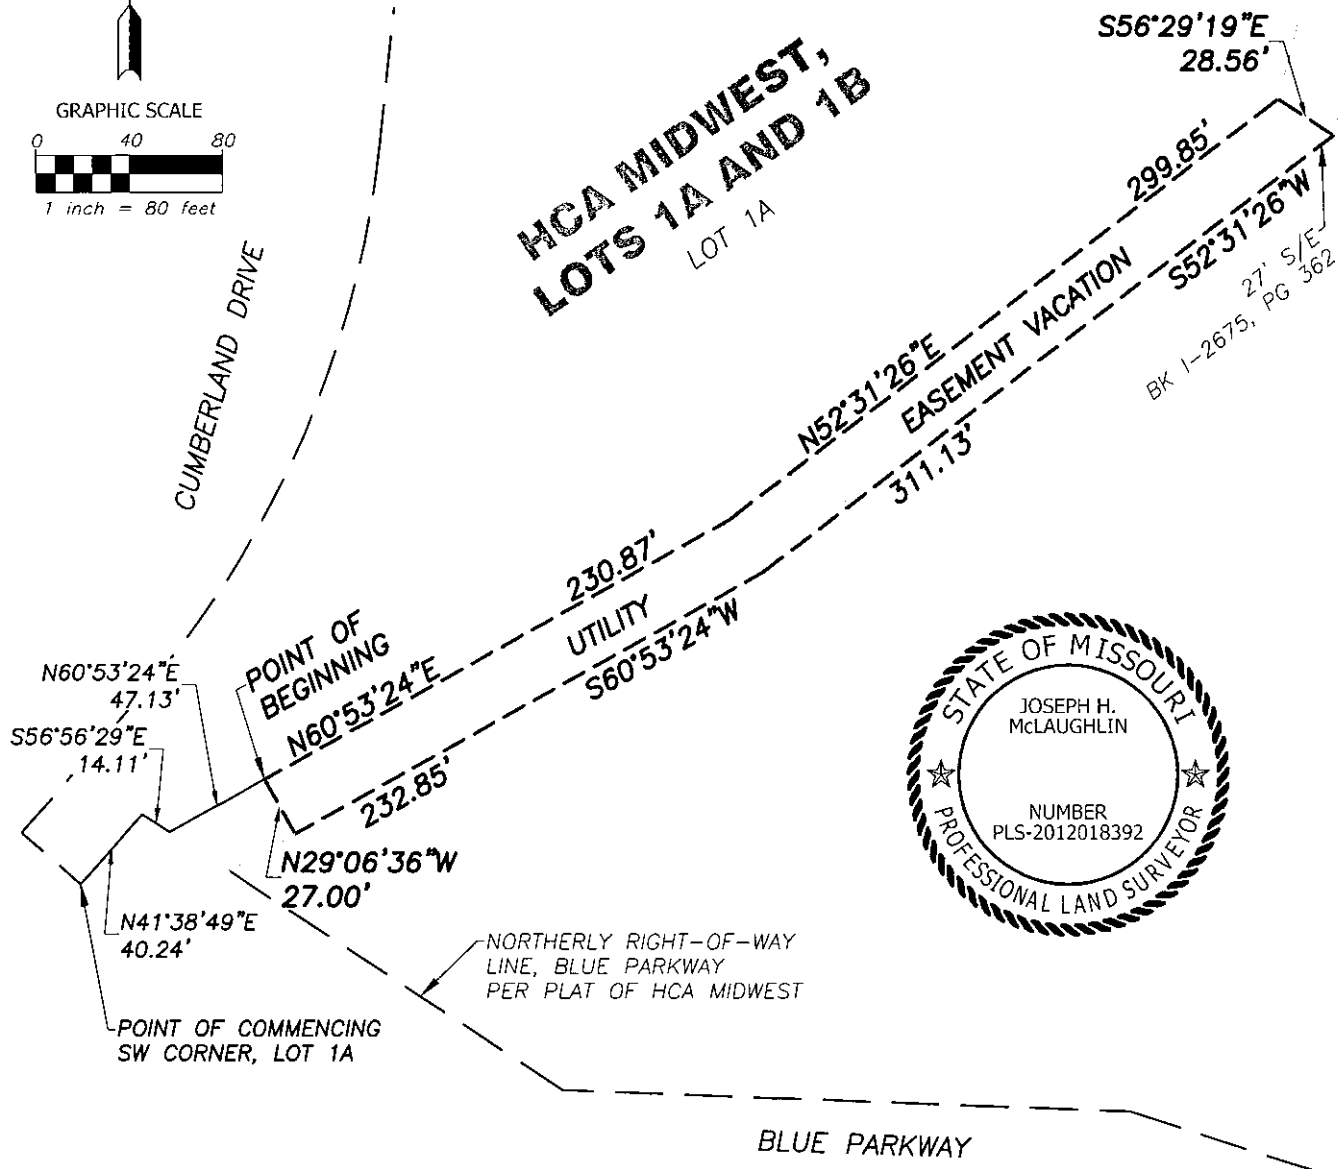 S56°29'19"E
28.56'
GRAPHIC SCALE
0 40 80
1 inch = 80 feet
HCA MIDWEST,
LOTS 1A AND 1B
LOT 1A
299.85'
S52°31'26"W
27' S/E
BK I-2675, PG 362
CUMBERLAND DRIVE
N52°31'26"E
EASEMENT VACATION
311.13'
230.87'
UTILITY
S60°53'24"W
POINT OF
BEGINNING
N60°53'24"E
47.13'
N60°53'24"E
S56°56'29"E
14.11'
232.85'
N29°06'36"W
27.00'
N41°38'49"E
40.24'
STATE OF MISSOURI
JOSEPH H.
McLAUGHLIN
NUMBER
PLS-2012018392
PROFESSIONAL LAND SURVEYOR
NORTHERLY RIGHT-OF-WAY
LINE, BLUE PARKWAY
PER PLAT OF HCA MIDWEST
POINT OF COMMENCING
SW CORNER, LOT 1A
BLUE PARKWAY